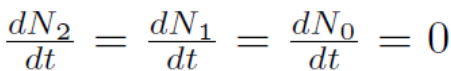 dN₂/dt = dN₁/dt = dN₀/dt = 0